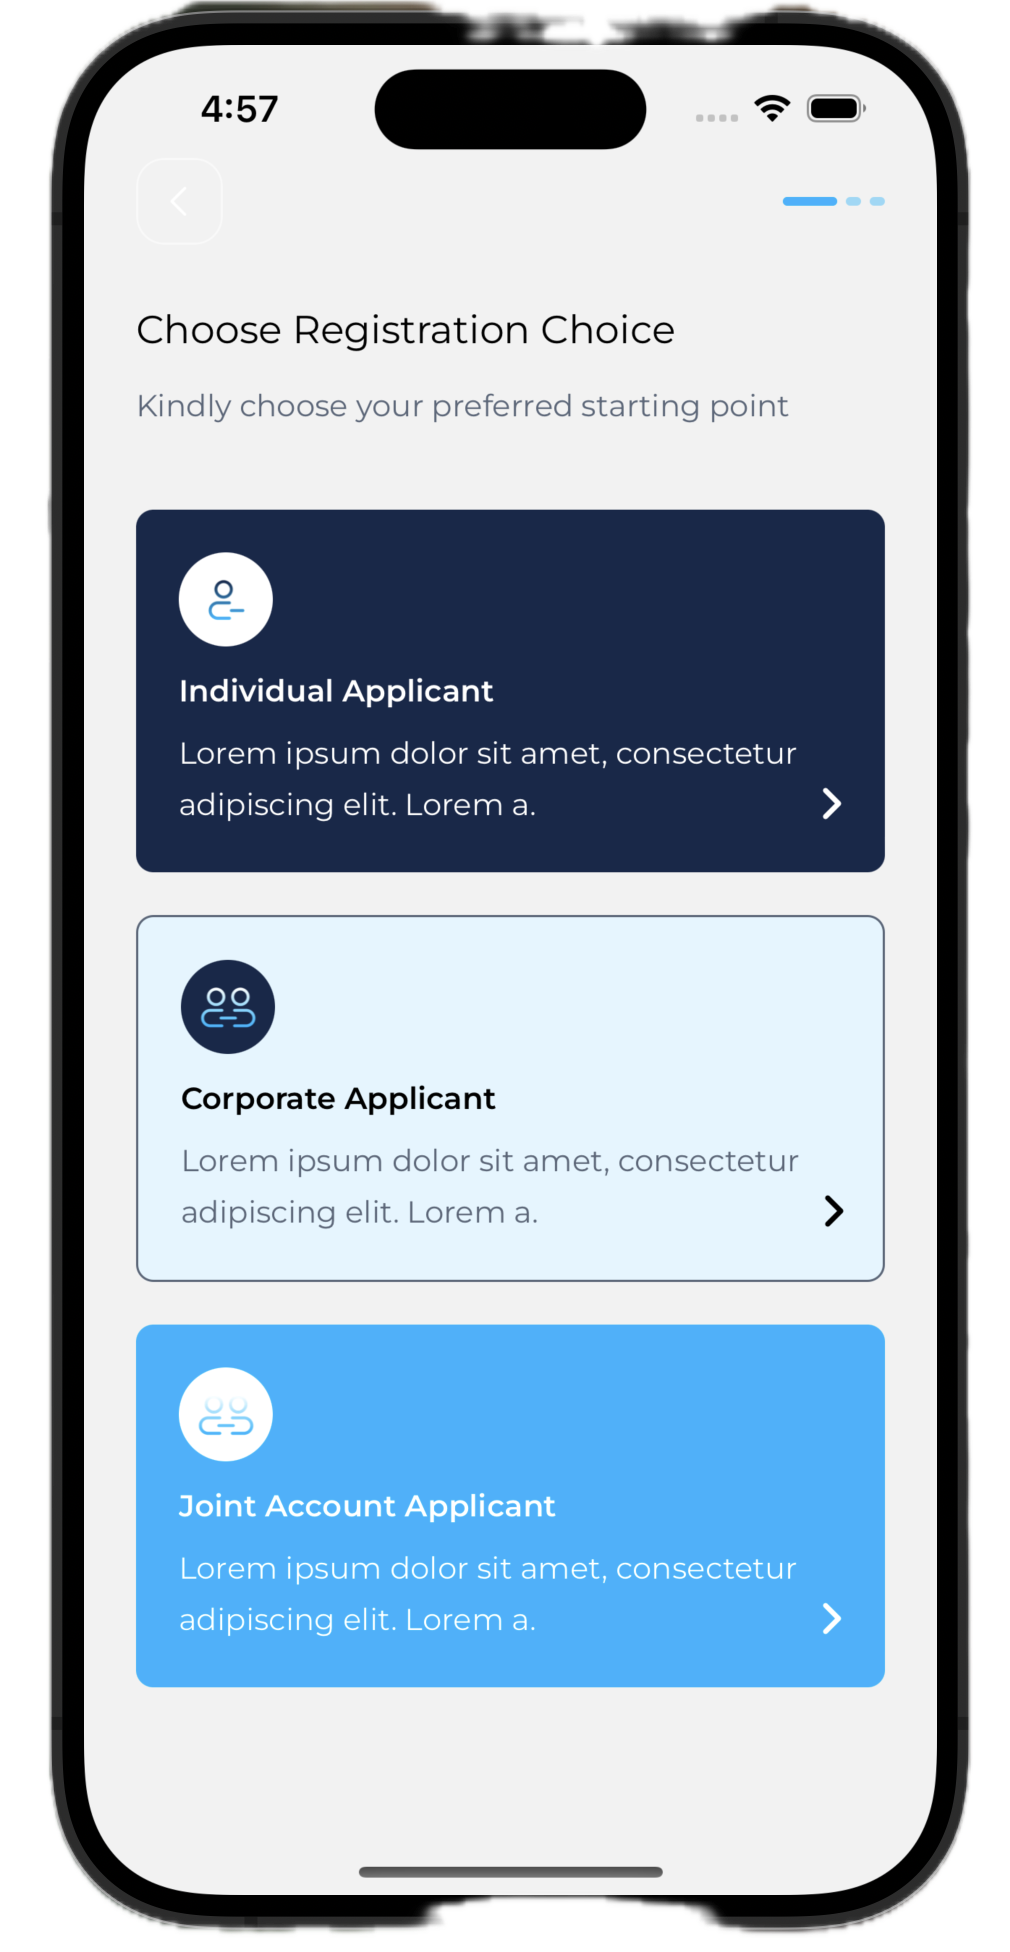 4:57
Choose Registration Choice
Kindly choose your preferred starting point
Individual Applicant
Lorem ipsum dolor sit amet, consectetur
adipiscing elit. Lorem a.
Corporate Applicant
Lorem ipsum dolor sit amet, consectetur
adipiscing elit. Lorem a.
Joint Account Applicant
Lorem ipsum dolor sit amet, consectetur
adipiscing elit. Lorem a.